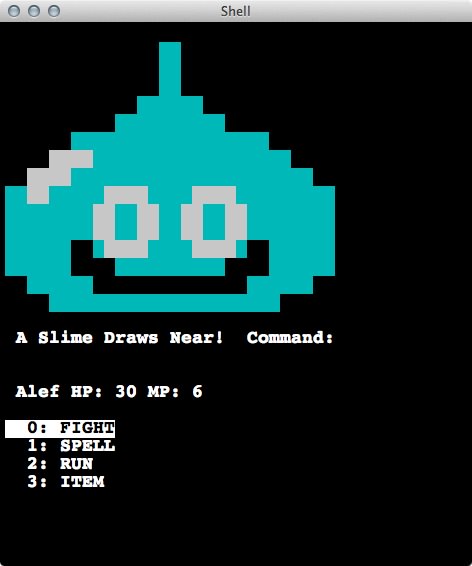 Shell
A Slime Draws Near!  Command:
Alef HP: 30 MP: 6
0: FIGHT
1: SPELL
2: RUN
3: ITEM